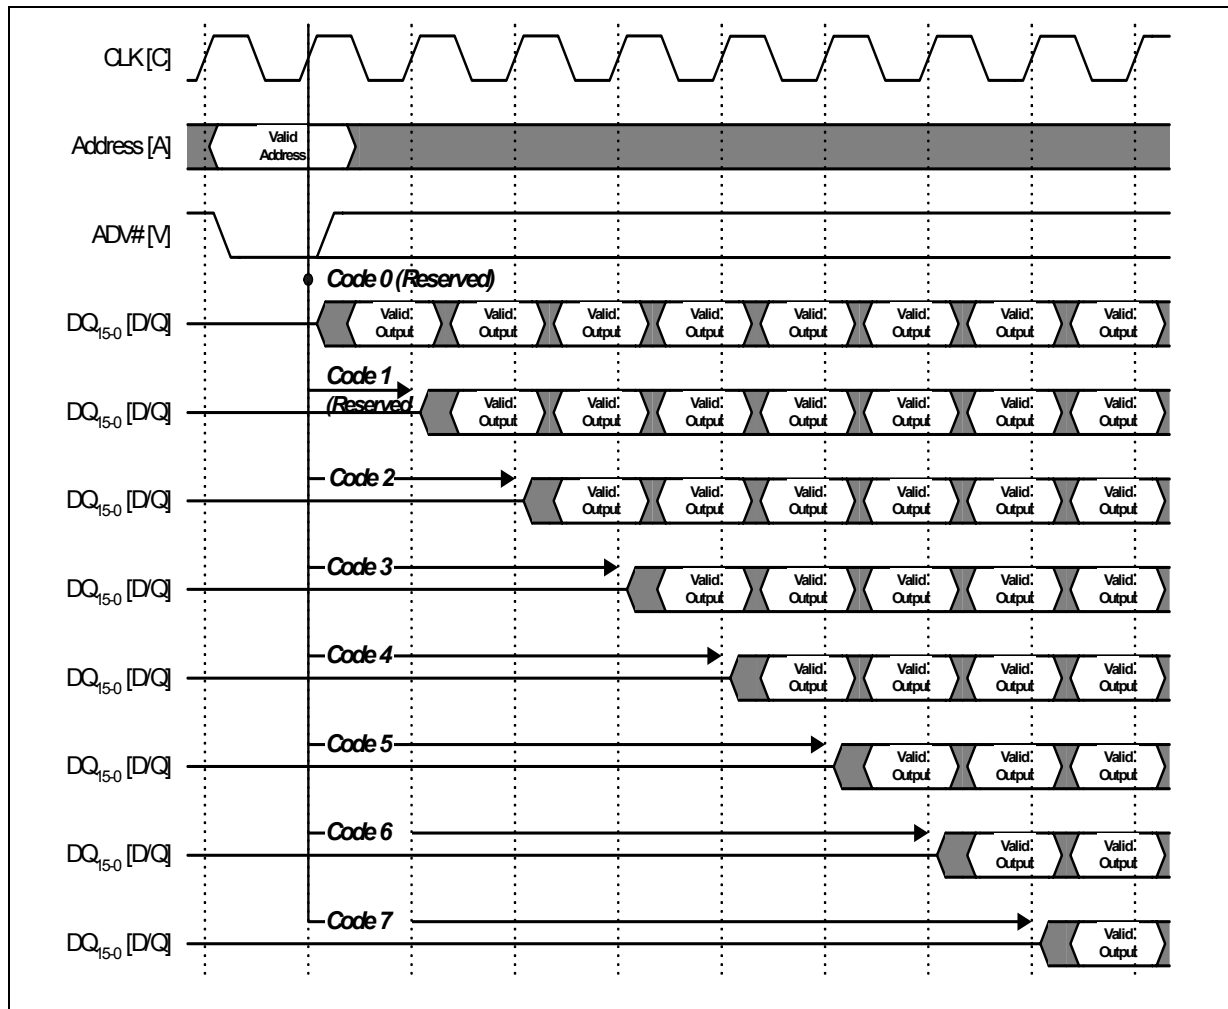 CLK [C]
Valid
Address
Address [A]
ADV# [V]
Code 0 (Reserved)
DQ15-0 [D/Q]
Valid Valid Valid Valid Valid Valid Valid Valid
Output Output Output Output Output Output Output Output
Code 1
(Reserved
DQ15-0 [D/Q]
Valid Valid Valid Valid Valid Valid Valid
Output Output Output Output Output Output Output
Code 2
DQ15-0 [D/Q]
Valid Valid Valid Valid Valid Valid
Output Output Output Output Output Output
Code 3
DQ15-0 [D/Q]
Valid Valid Valid Valid Valid
Output Output Output Output Output
Code 4
DQ15-0 [D/Q]
Valid Valid Valid Valid
Output Output Output Output
Code 5
DQ15-0 [D/Q]
Valid Valid Valid
Output Output Output
Code 6
DQ15-0 [D/Q]
Valid Valid
Output Output
Code 7
DQ15-0 [D/Q]
Valid
Output